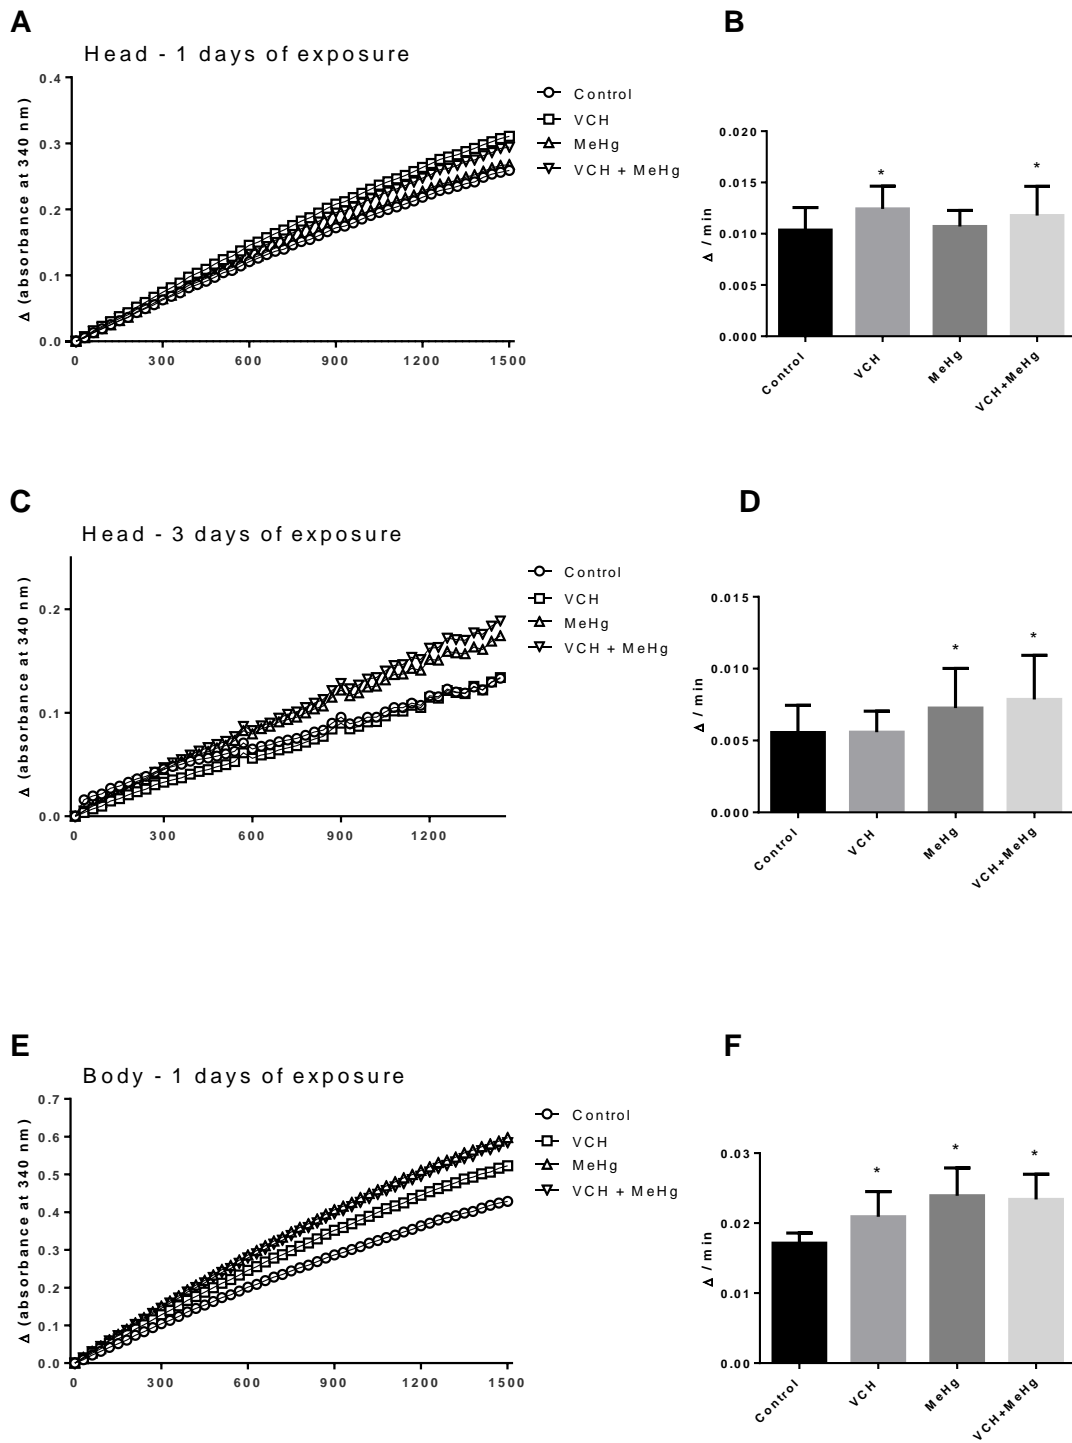 A
B
Head - 1 days of exposure
Δ (absorbance at 340 nm)
0.4
0.3
0.2
0.1
0.0
0 300 600 900 1200 1500
Control
VCH
MeHg
VCH + MeHg
Δ / min
0.020
0.015
0.010
0.005
0.000
* *
Control VCH MeHg VCH+MeHg
C
D
Head - 3 days of exposure
Δ (absorbance at 340 nm)
0.2
0.1
0.0
0 300 600 900 1200
Control
VCH
MeHg
VCH + MeHg
Δ / min
0.015
0.010
0.005
0.000
* *
Control VCH MeHg VCH+MeHg
E
F
Body - 1 days of exposure
Δ (absorbance at 340 nm)
0.7
0.6
0.5
0.4
0.3
0.2
0.1
0.0
0 300 600 900 1200 1500
Control
VCH
MeHg
VCH + MeHg
Δ / min
0.03
0.02
0.01
0.00
* * *
Control VCH MeHg VCH+MeHg